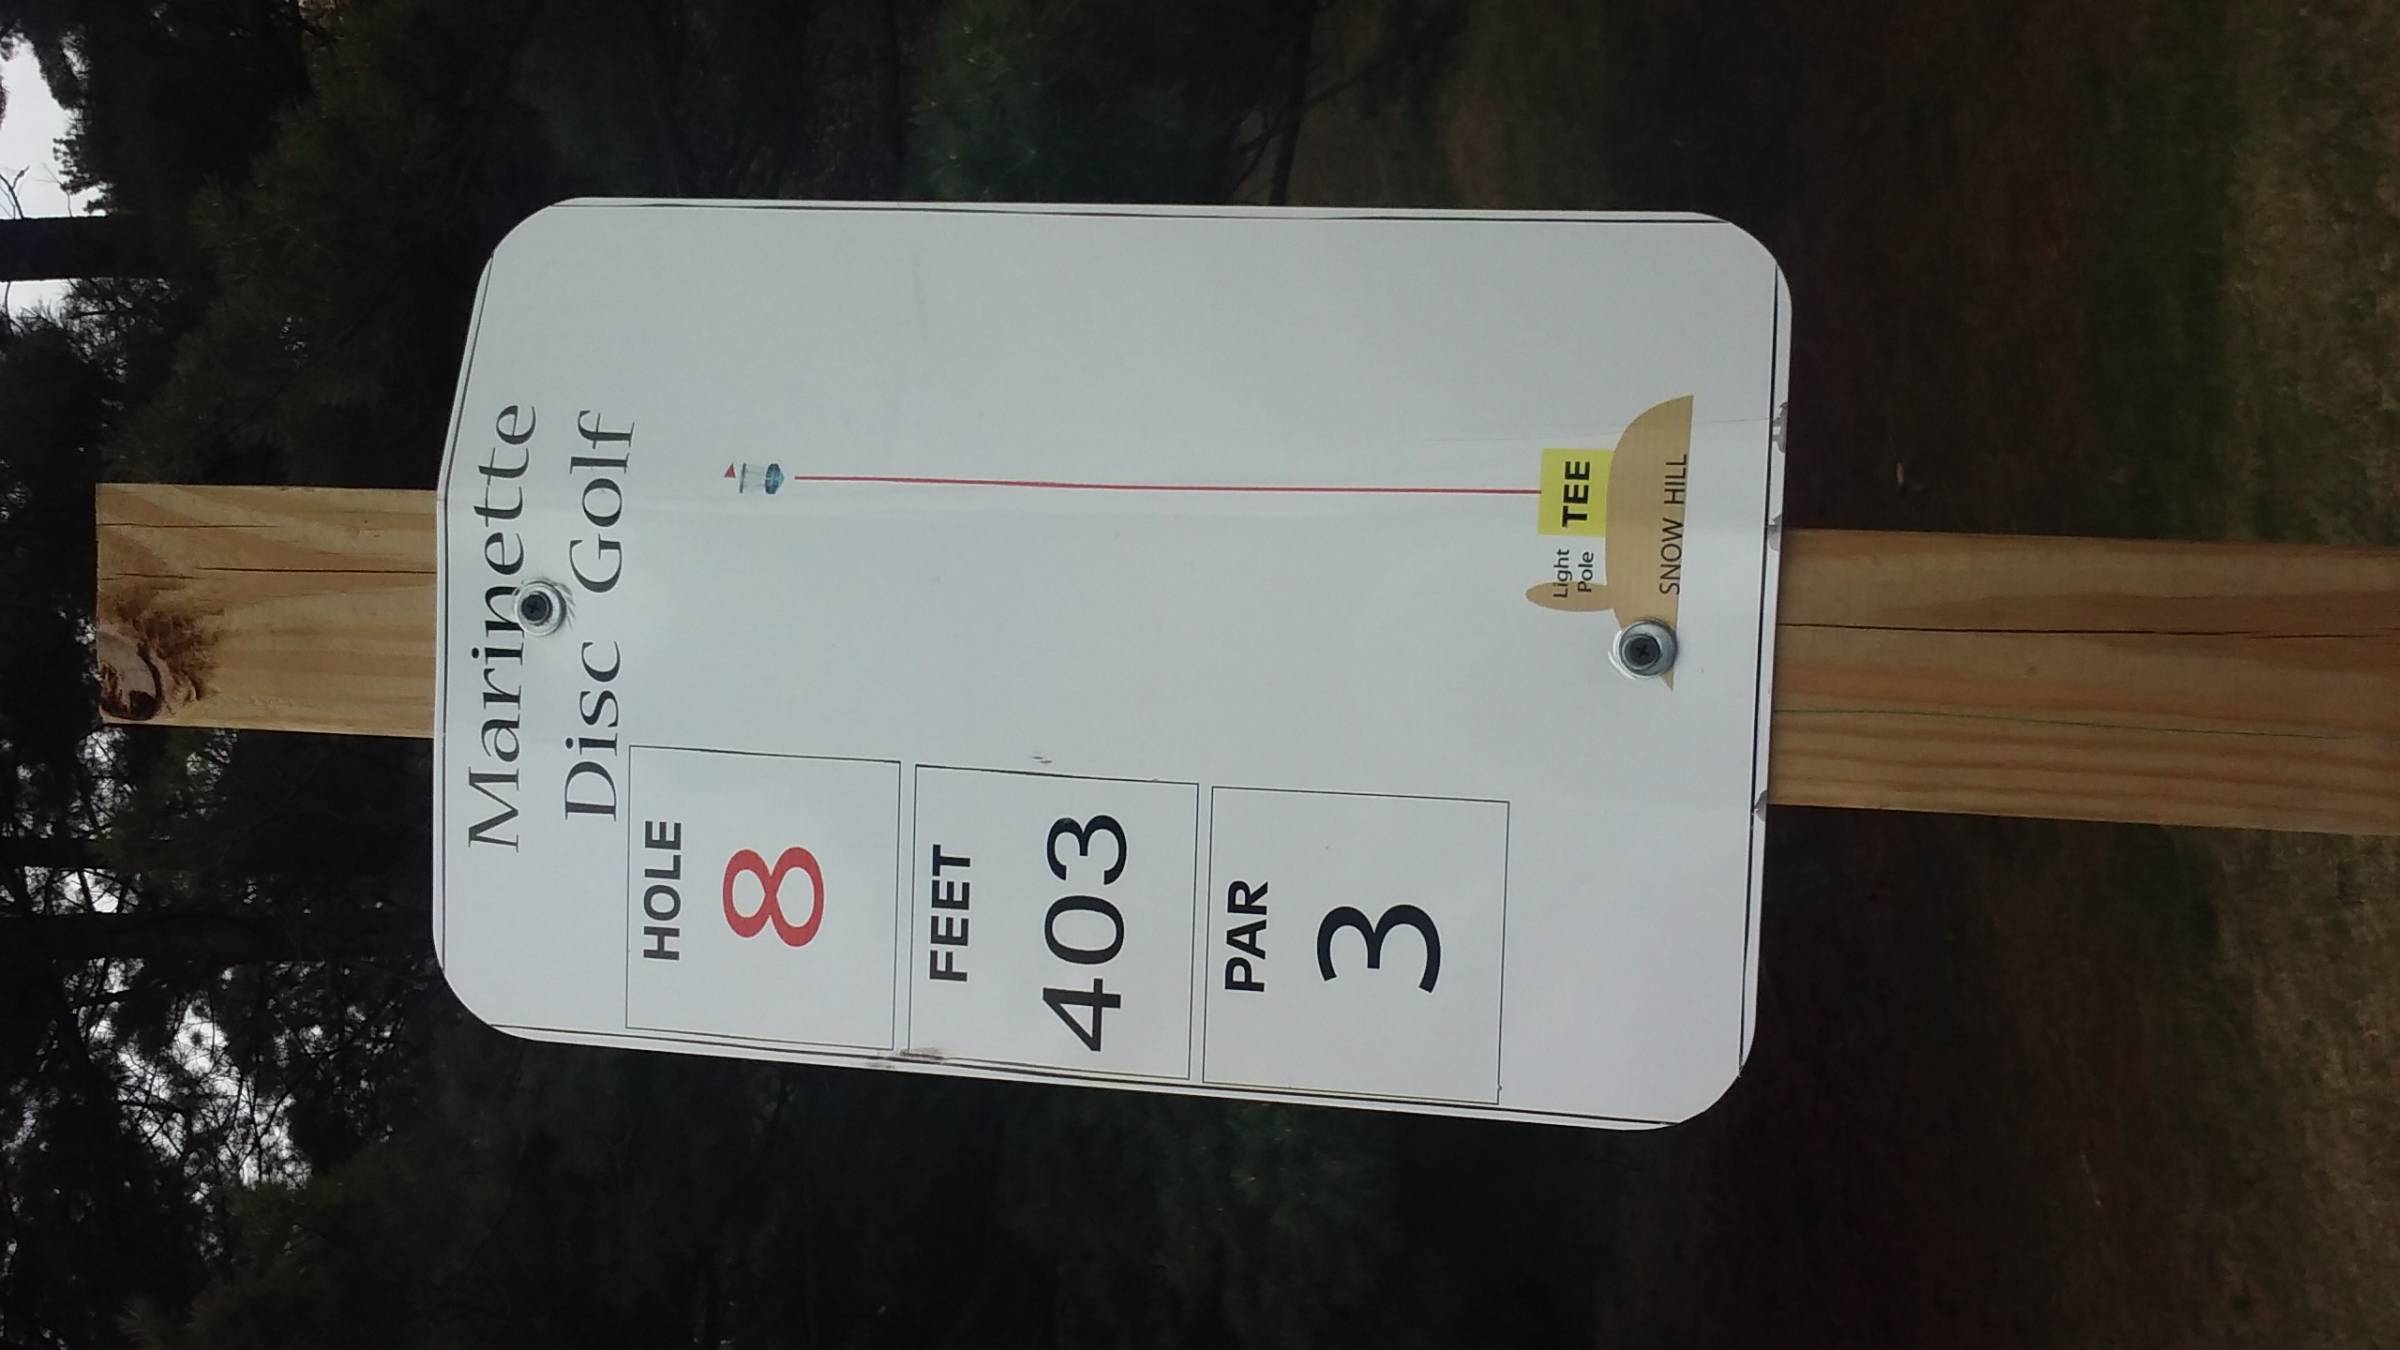 Marinette
Disc Golf
HOLE
8
FEET
403
PAR
3
Light
Pole
TEE
SNOW HILL